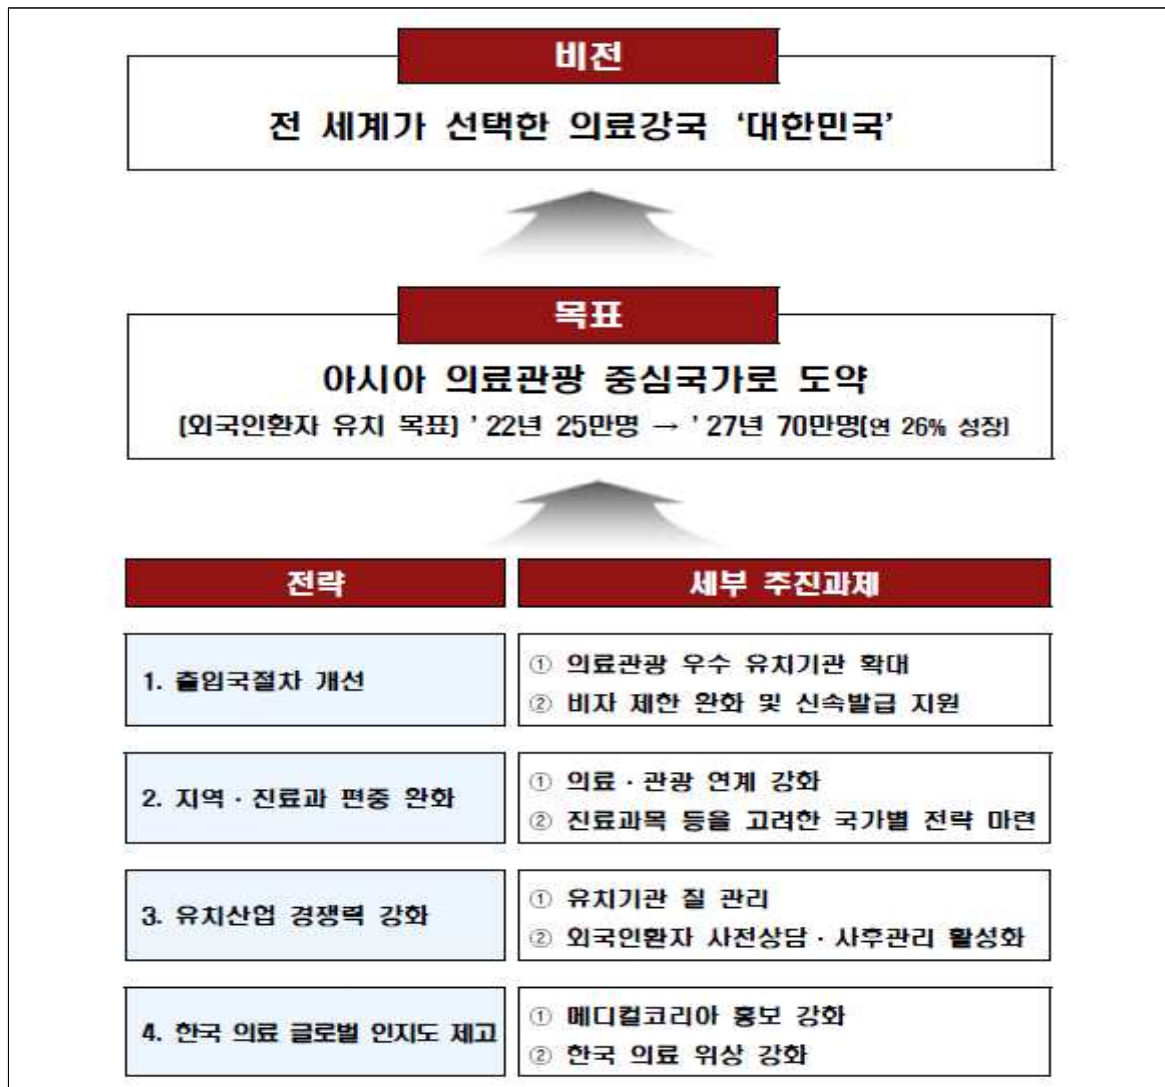 비전
전 세계가 선택한 의료강국 ‘대한민국’
목표
아시아 의료관광 중심국가로 도약
[외국인환자 유치 목표] ’22년 25만명 → ’27년 70만명[연 26% 성장]
전략
세부 추진과제
1. 출입국절차 개선
① 의료관광 우수 유치기관 확대
② 비자 제한 완화 및 신속발급 지원
2. 지역·진료과 편중 완화
① 의료·관광 연계 강화
② 진료과목 등을 고려한 국가별 전략 마련
3. 유치산업 경쟁력 강화
① 유치기관 질 관리
② 외국인환자 사전상담·사후관리 활성화
4. 한국 의료 글로벌 인지도 제고
① 메디컬코리아 홍보 강화
② 한국 의료 위상 강화